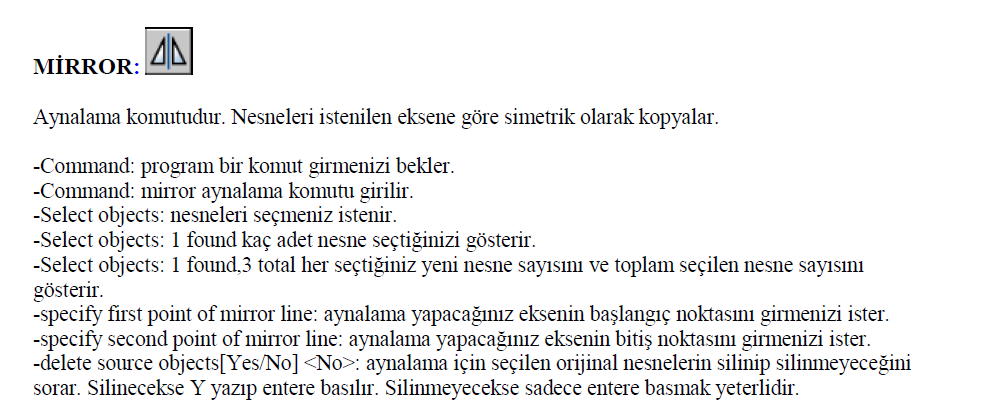 MİRROR:
Aynalama komutudur. Nesneleri istenilen eksene göre simetrik olarak kopyalar.
-Command: program bir komut girmenizi bekler.
-Command: mirror aynalama komutu girilir.
-Select objects: nesneleri seçmeniz istenir.
-Select objects: 1 found kaç adet nesne seçtiğinizi gösterir.
-Select objects: 1 found,3 total her seçtiğiniz yeni nesne sayısını ve toplam seçilen nesne sayısını
gösterir.
-specify first point of mirror line: aynalama yapacağınız eksenin başlangıç noktasını girmenizi ister.
-specify second point of mirror line: aynalama yapacağınız eksenin bitiş noktasını girmenizi ister.
-delete source objects[Yes/No] <No>: aynalama için seçilen orijinal nesnelerin silinip silinmeyeceğini
sorar. Silinecekse Y yazıp entere basılır. Silinmeyecekse sadece entere basmak yeterlidir.